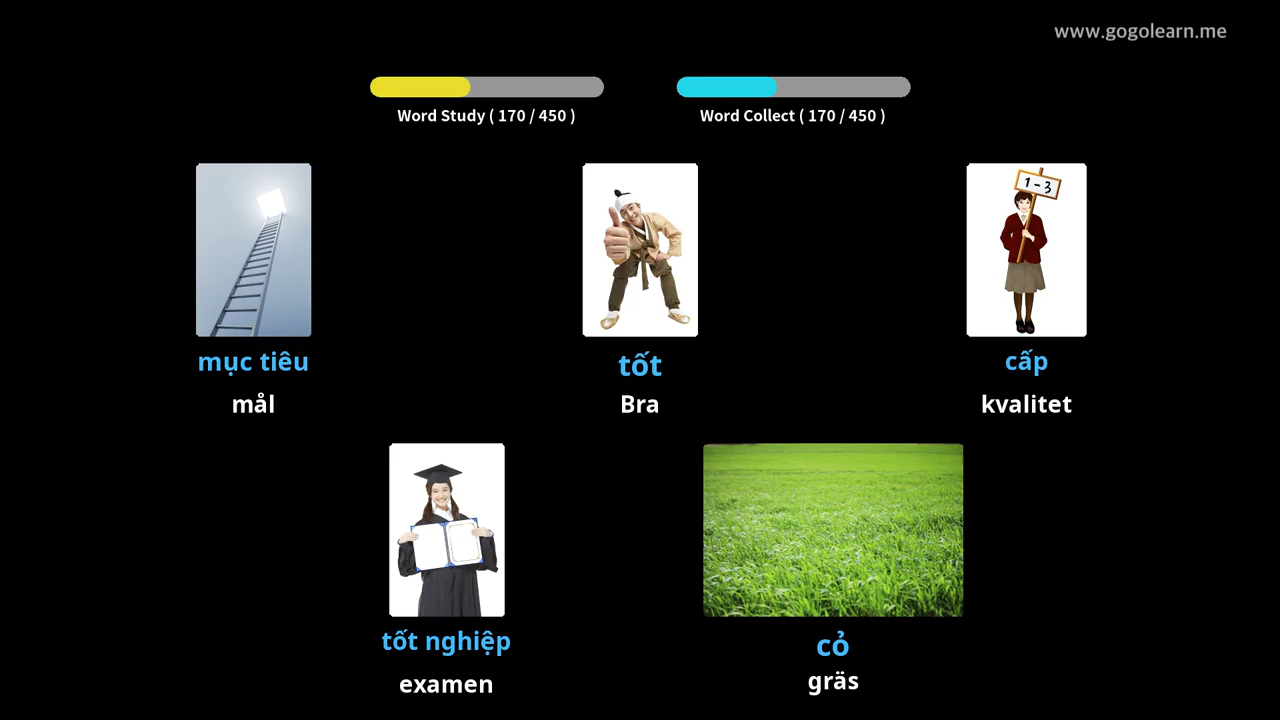 www.gogolearn.me
Word Study ( 170 / 450 )
Word Collect ( 170 / 450 )
1-3
mục tiêu
mål
tốt
Bra
cấp
kvalitet
tốt nghiệp
examen
cỏ
gräs